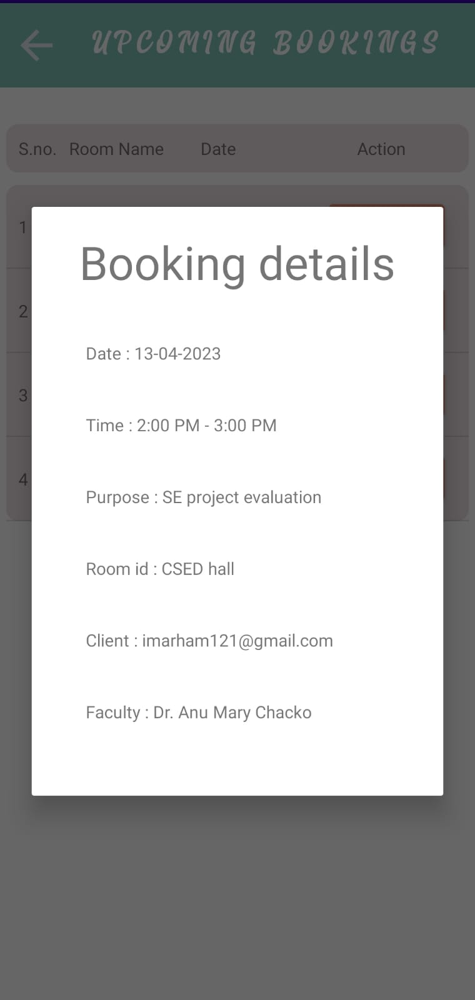 UPCOMING BOOKINGS
S.no. Room Name Date Action
1
2
3
4
Booking details
Date : 13-04-2023
Time : 2:00 PM - 3:00 PM
Purpose : SE project evaluation
Room id : CSED hall
Client : imarham121@gmail.com
Faculty : Dr. Anu Mary Chacko